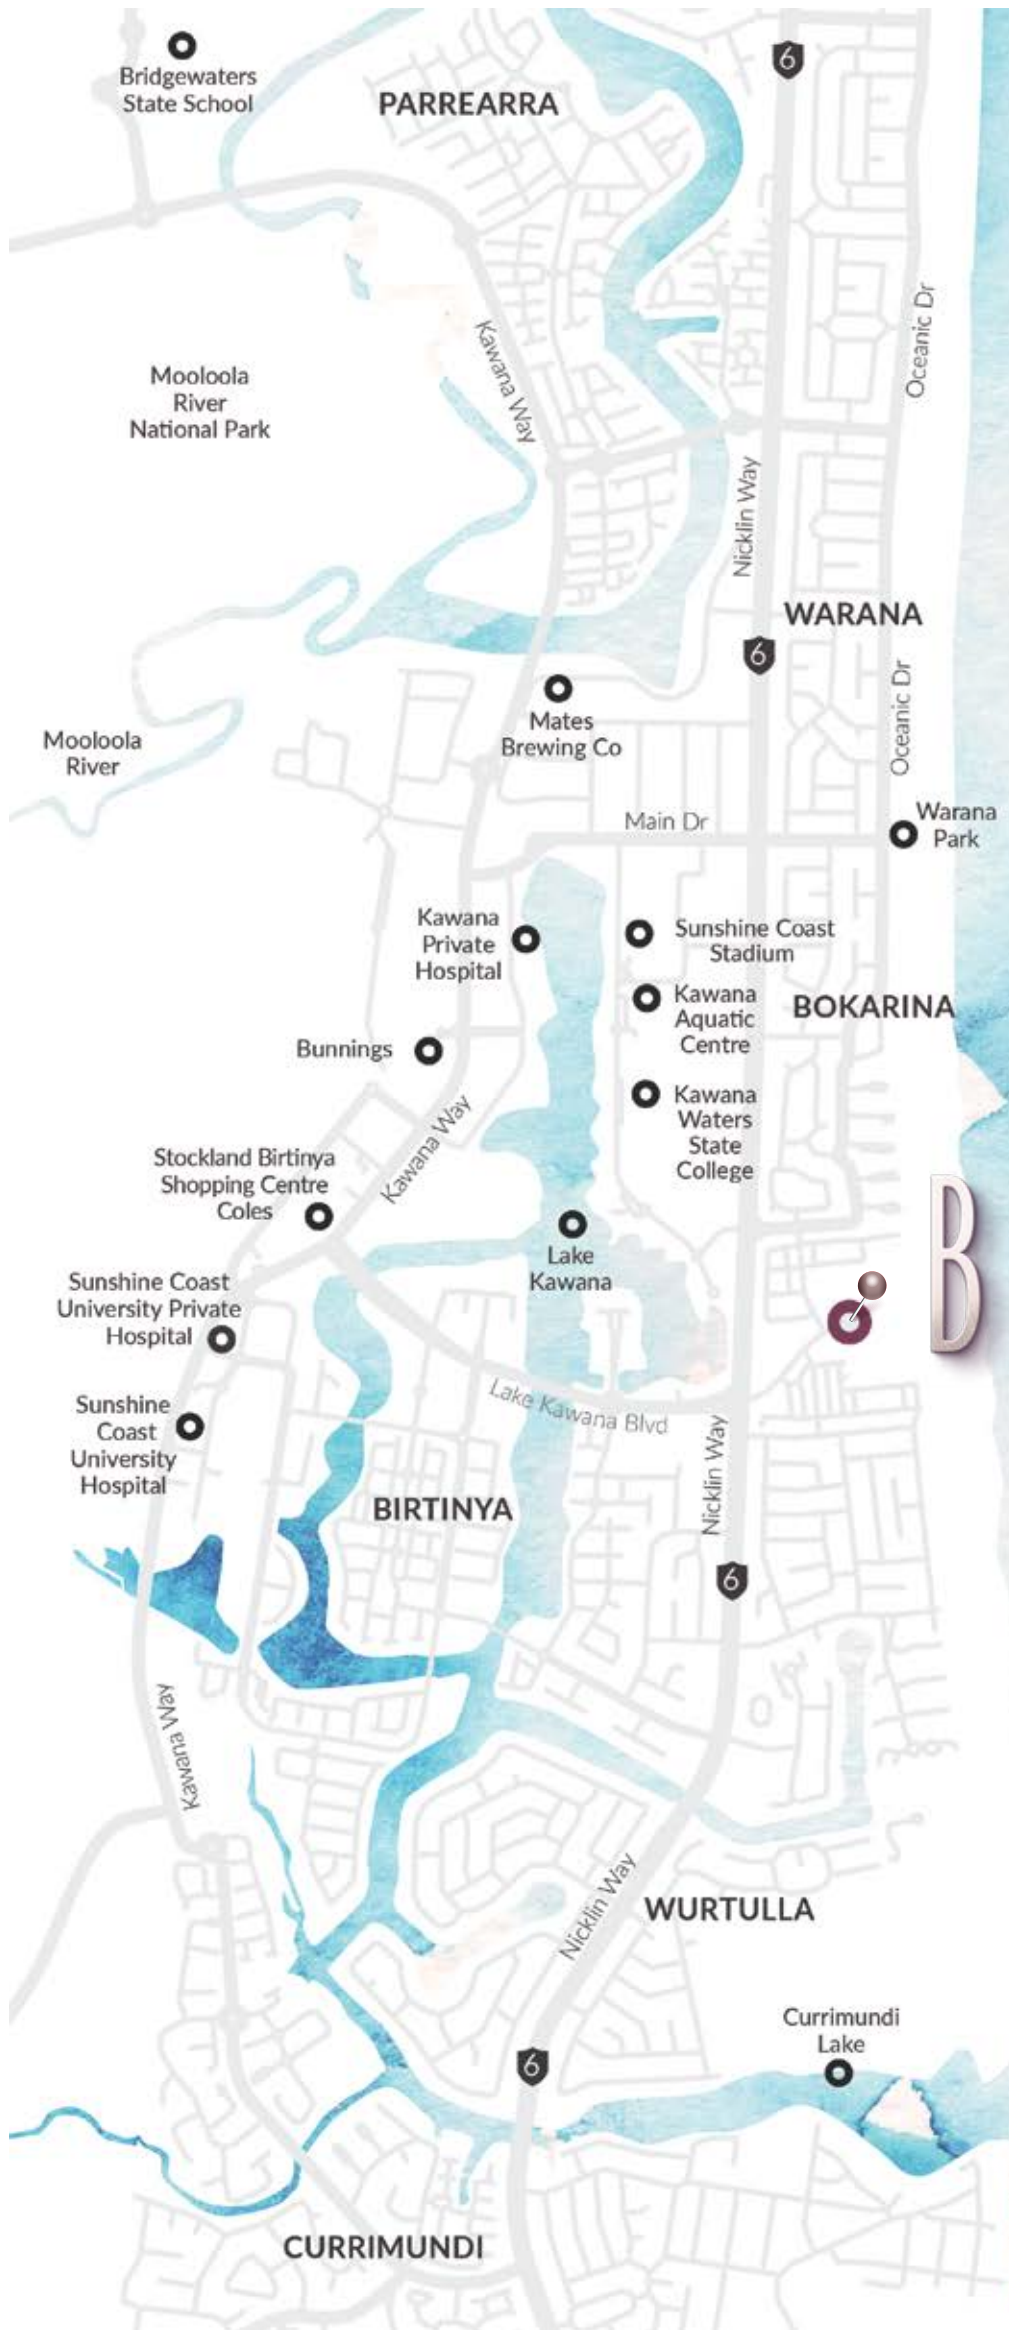 6
Bridgewaters
State School
PARREARRA
Oceanic Dr
Kawana Way
Mooloola
River
National Park
Nicklin Way
WARANA
6
Oceanic Dr
Mates
Brewing Co
Mooloola
River
Main Dr
Warana
Park
Kawana
Private
Hospital
Sunshine Coast
Stadium
Kawana
Aquatic
Centre
BOKARINA
Bunnings
Kawana
Waters
State
College
Kawana Way
Stockland Birtinya
Shopping Centre
Coles
B
Lake
Kawana
Sunshine Coast
University Private
Hospital
Lake Kawana Blvd
Sunshine
Coast
University
Hospital
Nicklin Way
BIRTINYA
6
Kawana Way
Nicklin Way
WURTULLA
Currimundi
Lake
6
CURRIMUNDI